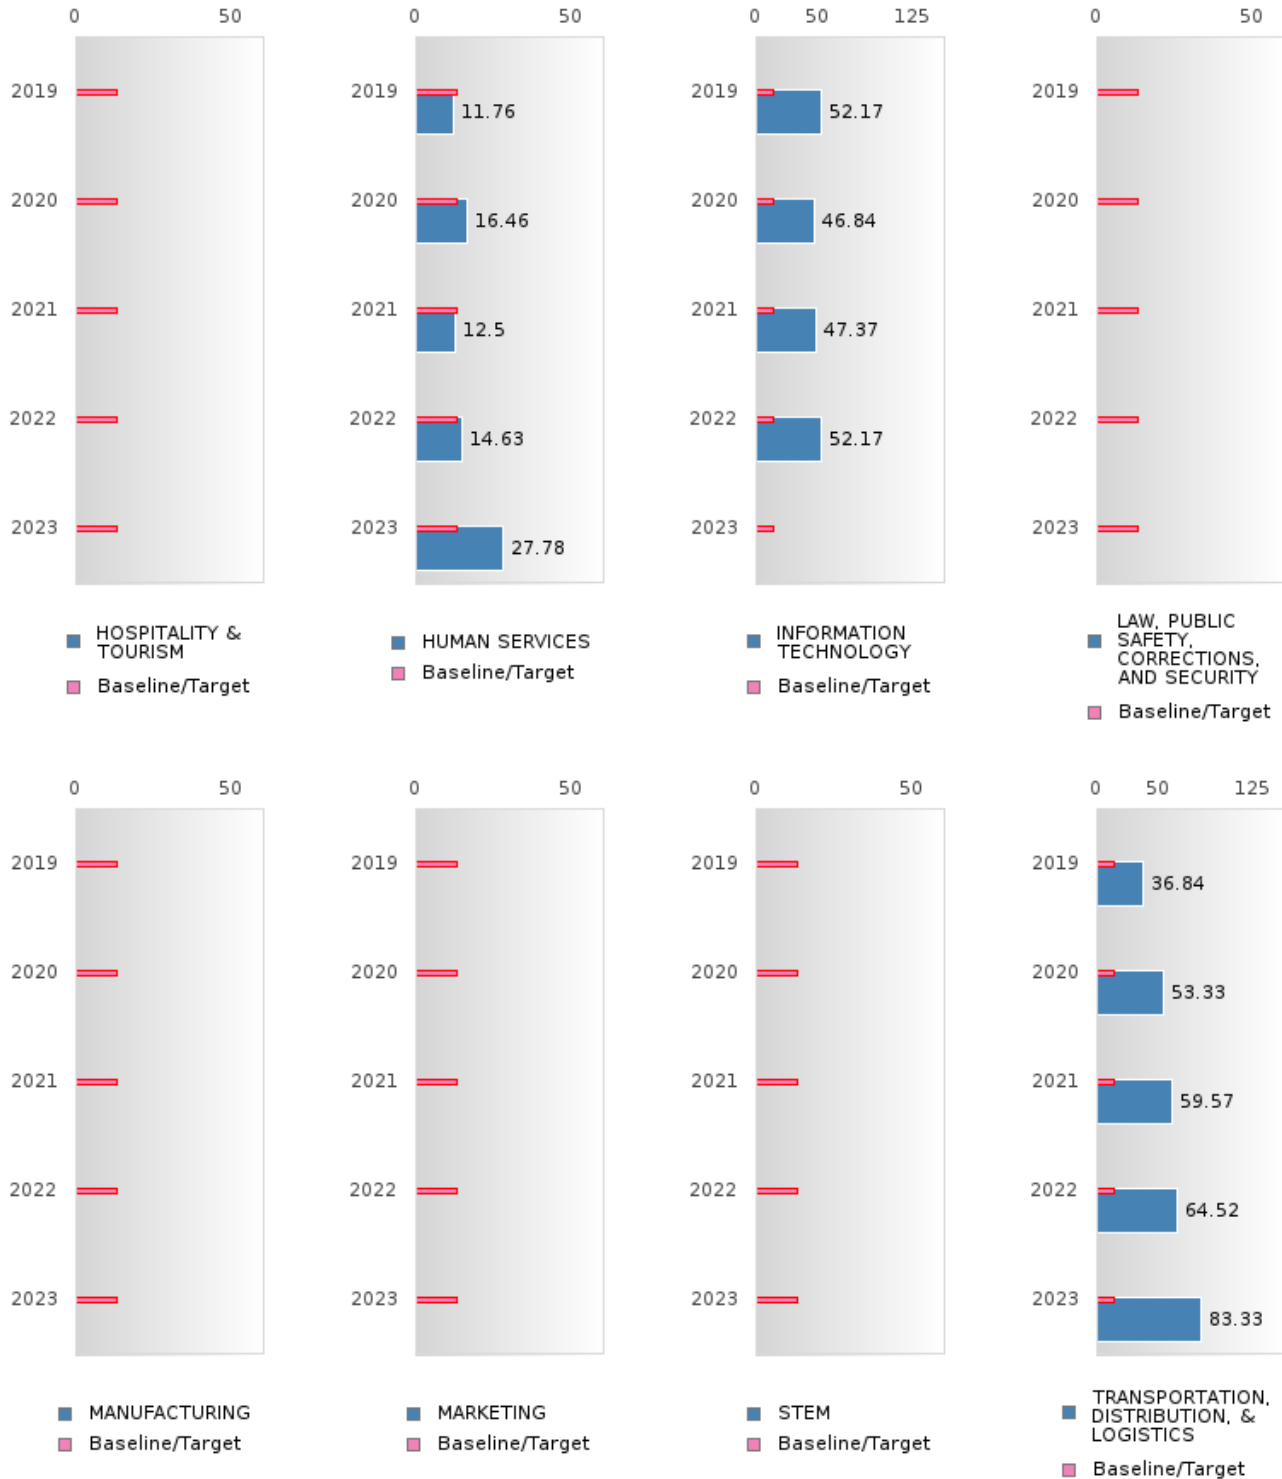 0 50
2019
2020
2021
2022
2023
HOSPITALITY &
TOURISM
Baseline/Target
0 50
2019
11.76
2020
16.46
2021
12.5
2022
14.63
2023
27.78
HUMAN SERVICES
Baseline/Target
0 50 125
2019
52.17
2020
46.84
2021
47.37
2022
52.17
2023
INFORMATION
TECHNOLOGY
Baseline/Target
0 50
2019
2020
2021
2022
2023
LAW, PUBLIC
SAFETY,
CORRECTIONS,
AND SECURITY
Baseline/Target
0 50
2019
2020
2021
2022
2023
MANUFACTURING
Baseline/Target
0 50
2019
2020
2021
2022
2023
MARKETING
Baseline/Target
0 50
2019
2020
2021
2022
2023
STEM
Baseline/Target
0 50 125
2019
36.84
2020
53.33
2021
59.57
2022
64.52
2023
83.33
TRANSPORTATION,
DISTRIBUTION, &
LOGISTICS
Baseline/Target